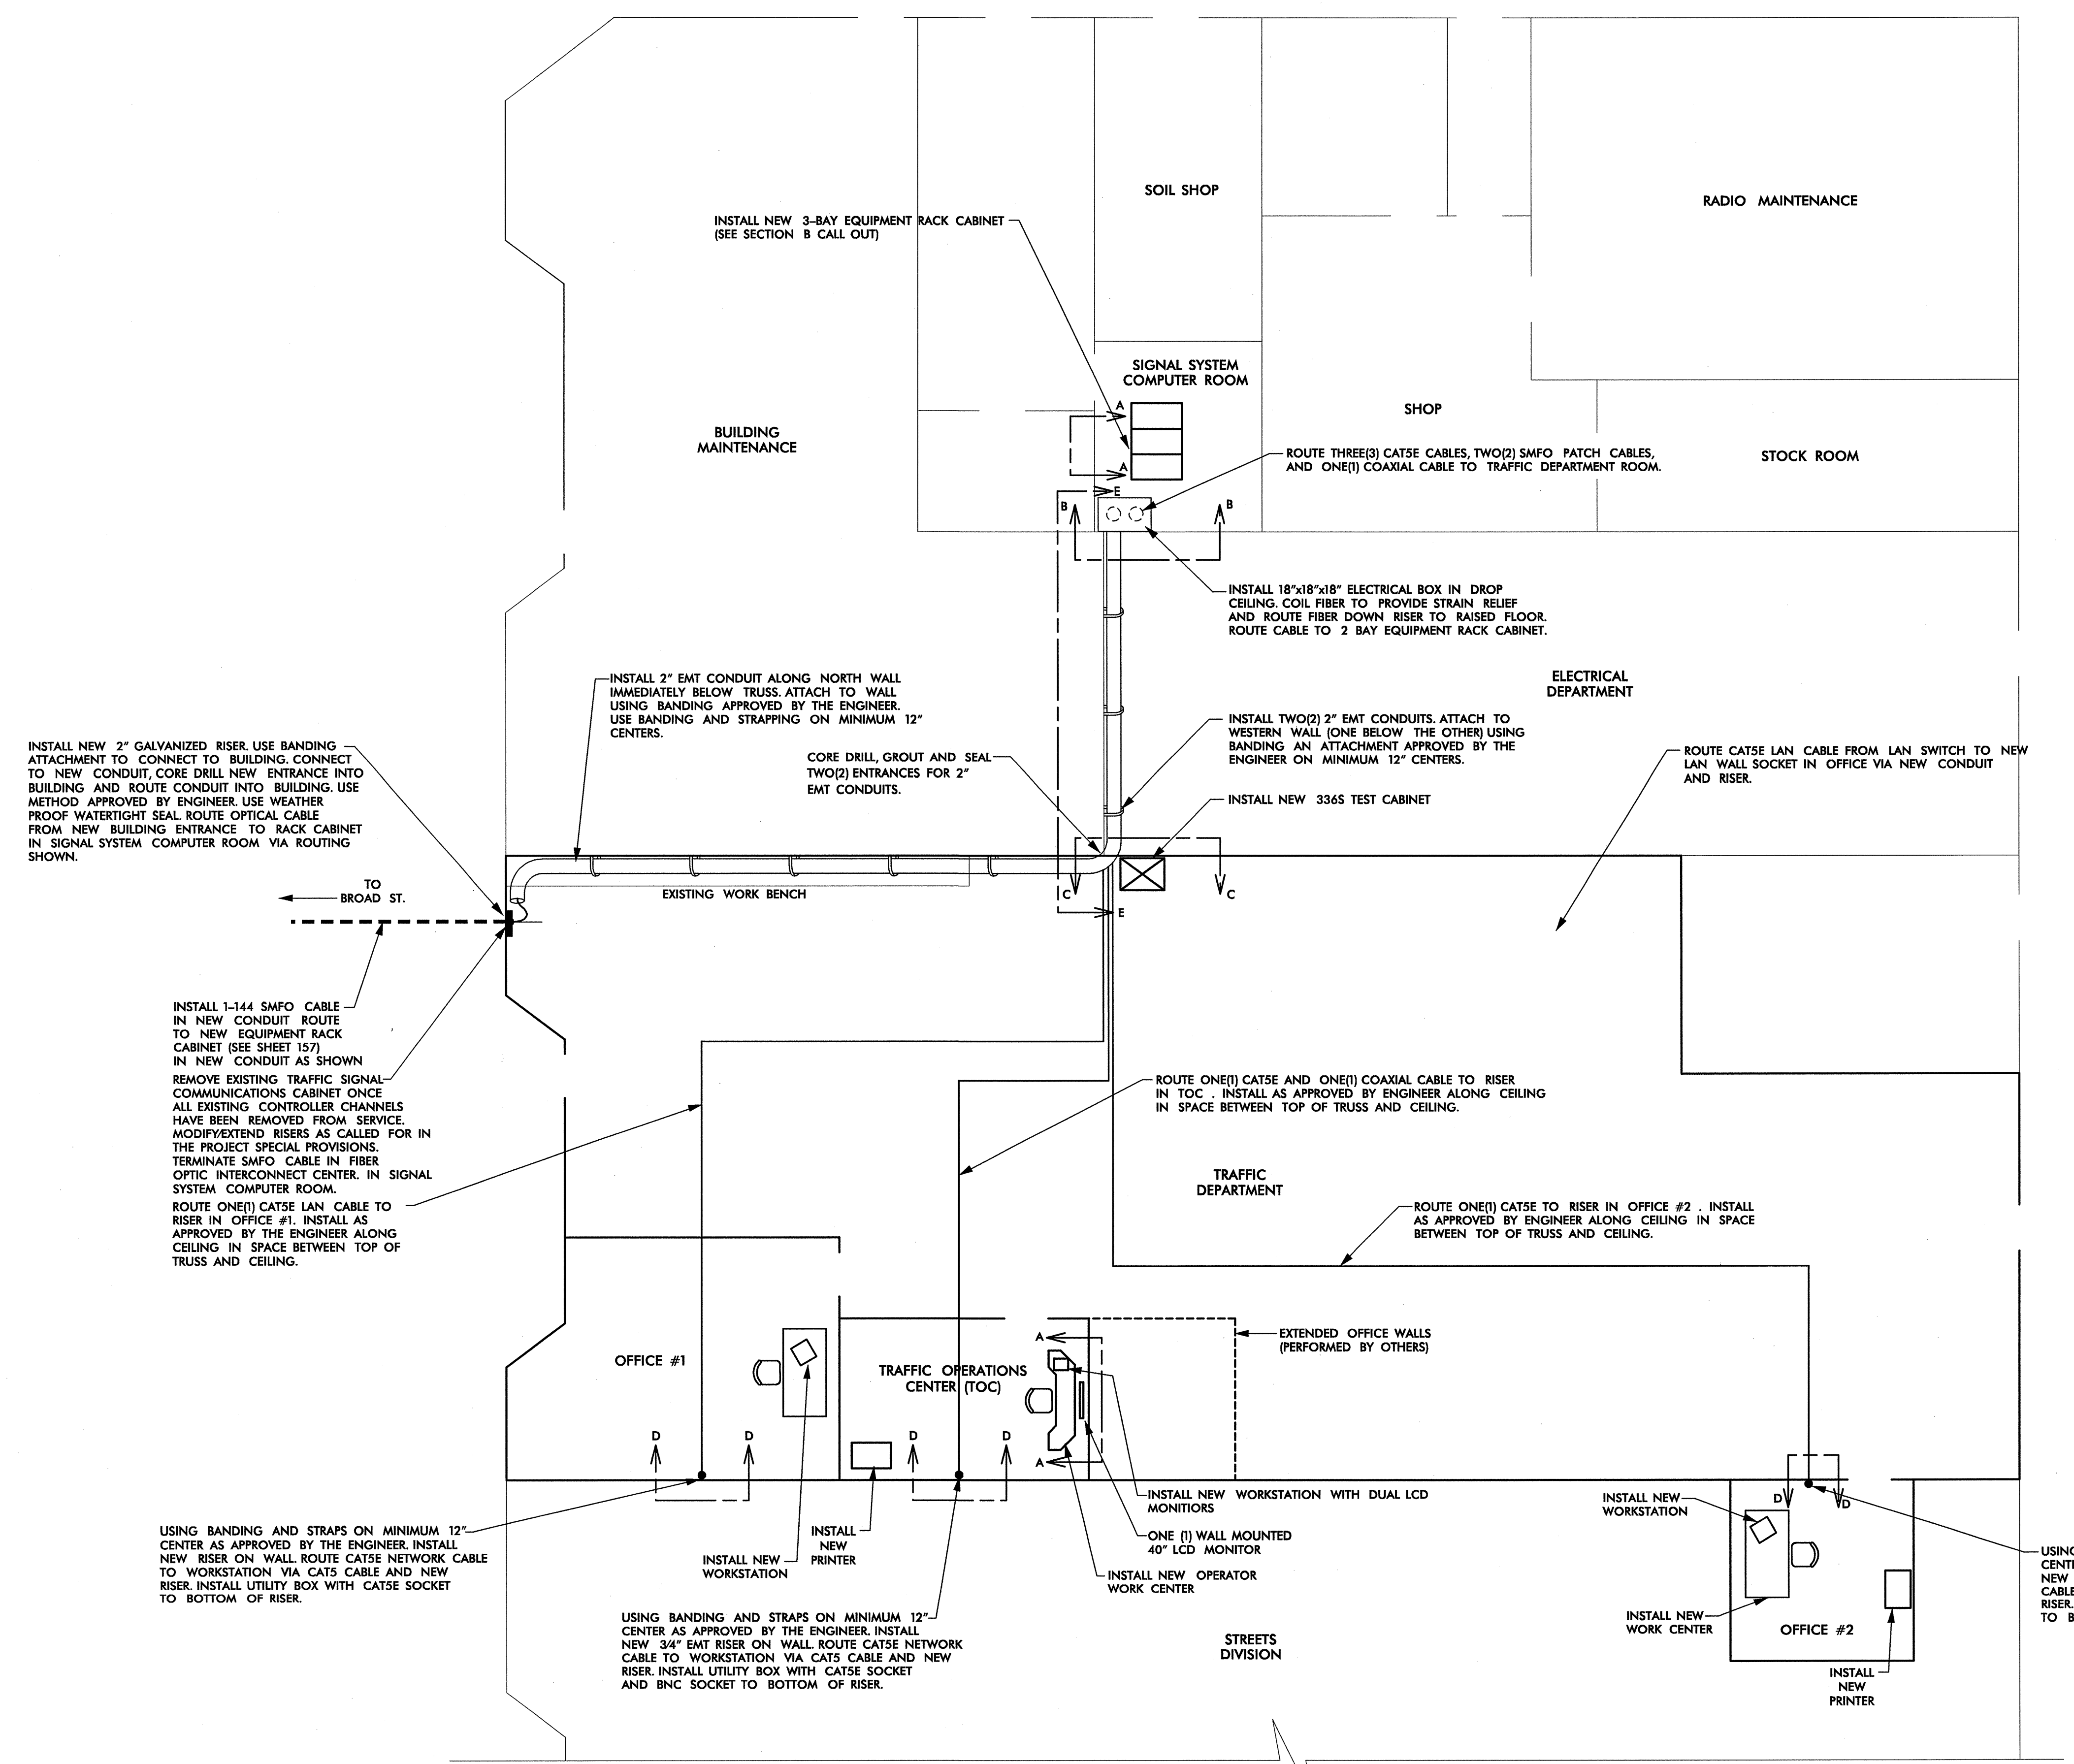 SOIL SHOP
RADIO MAINTENANCE
INSTALL NEW 3-BAY EQUIPMENT RACK CABINET
(SEE SECTION B CALL OUT)
SIGNAL SYSTEM
COMPUTER ROOM
SHOP
BUILDING
MAINTENANCE
STOCK ROOM
A
A
ROUTE THREE(3) CAT5E CABLES, TWO(2) SMFO PATCH CABLES,
AND ONE(1) COAXIAL CABLE TO TRAFFIC DEPARTMENT ROOM.
E
B
B
INSTALL 18"x18"x18" ELECTRICAL BOX IN DROP
CEILING. COIL FIBER TO PROVIDE STRAIN RELIEF
AND ROUTE FIBER DOWN RISER TO RAISED FLOOR.
ROUTE CABLE TO 2 BAY EQUIPMENT RACK CABINET.
ELECTRICAL
DEPARTMENT
INSTALL 2" EMT CONDUIT ALONG NORTH WALL
IMMEDIATELY BELOW TRUSS. ATTACH TO WALL
USING BANDING APPROVED BY THE ENGINEER.
USE BANDING AND STRAPPING ON MINIMUM 12"
CENTERS.
INSTALL TWO(2) 2" EMT CONDUITS. ATTACH TO
WESTERN WALL (ONE BELOW THE OTHER) USING
BANDING AN ATTACHMENT APPROVED BY THE
ENGINEER ON MINIMUM 12" CENTERS.
INSTALL NEW 2" GALVANIZED RISER. USE BANDING
ATTACHMENT TO CONNECT TO BUILDING. CONNECT
TO NEW CONDUIT, CORE DRILL NEW ENTRANCE INTO
BUILDING AND ROUTE CONDUIT INTO BUILDING. USE
METHOD APPROVED BY ENGINEER. USE WEATHER
PROOF WATERTIGHT SEAL. ROUTE OPTICAL CABLE
FROM NEW BUILDING ENTRANCE TO RACK CABINET
IN SIGNAL SYSTEM COMPUTER ROOM VIA ROUTING
SHOWN.
CORE DRILL, GROUT AND SEAL
TWO(2) ENTRANCES FOR 2"
EMT CONDUITS.
ROUTE CAT5E LAN CABLE FROM LAN SWITCH TO NEW
LAN WALL SOCKET IN OFFICE VIA NEW CONDUIT
AND RISER.
INSTALL NEW 336S TEST CABINET
TO
BROAD ST.
EXISTING WORK BENCH
C
C
E
INSTALL 1-144 SMFO CABLE
IN NEW CONDUIT ROUTE
TO NEW EQUIPMENT RACK
CABINET (SEE SHEET 157)
IN NEW CONDUIT AS SHOWN
REMOVE EXISTING TRAFFIC SIGNAL
COMMUNICATIONS CABINET ONCE
ALL EXISTING CONTROLLER CHANNELS
HAVE BEEN REMOVED FROM SERVICE.
MODIFY/EXTEND RISERS AS CALLED FOR IN
THE PROJECT SPECIAL PROVISIONS.
TERMINATE SMFO CABLE IN FIBER
OPTIC INTERCONNECT CENTER. IN SIGNAL
SYSTEM COMPUTER ROOM.
ROUTE ONE(1) CAT5E LAN CABLE TO
RISER IN OFFICE #1. INSTALL AS
APPROVED BY THE ENGINEER ALONG
CEILING IN SPACE BETWEEN TOP OF
TRUSS AND CEILING.
ROUTE ONE(1) CAT5E AND ONE(1) COAXIAL CABLE TO RISER
IN TOC . INSTALL AS APPROVED BY ENGINEER ALONG CEILING
IN SPACE BETWEEN TOP OF TRUSS AND CEILING.
TRAFFIC
DEPARTMENT
ROUTE ONE(1) CAT5E TO RISER IN OFFICE #2 . INSTALL
AS APPROVED BY ENGINEER ALONG CEILING IN SPACE
BETWEEN TOP OF TRUSS AND CEILING.
EXTENDED OFFICE WALLS
(PERFORMED BY OTHERS)
OFFICE #1
TRAFFIC OPERATIONS
CENTER (TOC)
A
A
D
D
D
D
D
D
INSTALL NEW WORKSTATION WITH DUAL LCD
MONITIORS
ONE (1) WALL MOUNTED
40" LCD MONITOR
INSTALL NEW OPERATOR
WORK CENTER
INSTALL NEW
WORKSTATION
USING BANDING AND STRAPS ON MINIMUM 12"
CENTER AS APPROVED BY THE ENGINEER. INSTALL
NEW RISER ON WALL. ROUTE CAT5E NETWORK CABLE
TO WORKSTATION VIA CAT5 CABLE AND NEW
RISER. INSTALL UTILITY BOX WITH CAT5E SOCKET
TO BOTTOM OF RISER.
INSTALL NEW
WORKSTATION
INSTALL
NEW
PRINTER
USING BANDING AND STRAPS ON MINIMUM 12"
CENTER AS APPROVED BY THE ENGINEER. INSTALL
NEW 3/4" EMT RISER ON WALL. ROUTE CAT5E NETWORK
CABLE TO WORKSTATION VIA CAT5 CABLE AND NEW
RISER. INSTALL UTILITY BOX WITH CAT5E SOCKET
AND BNC SOCKET TO BOTTOM OF RISER.
STREETS
DIVISION
INSTALL NEW
WORK CENTER
OFFICE #2
INSTALL
NEW
PRINTER
NEW
RISER.